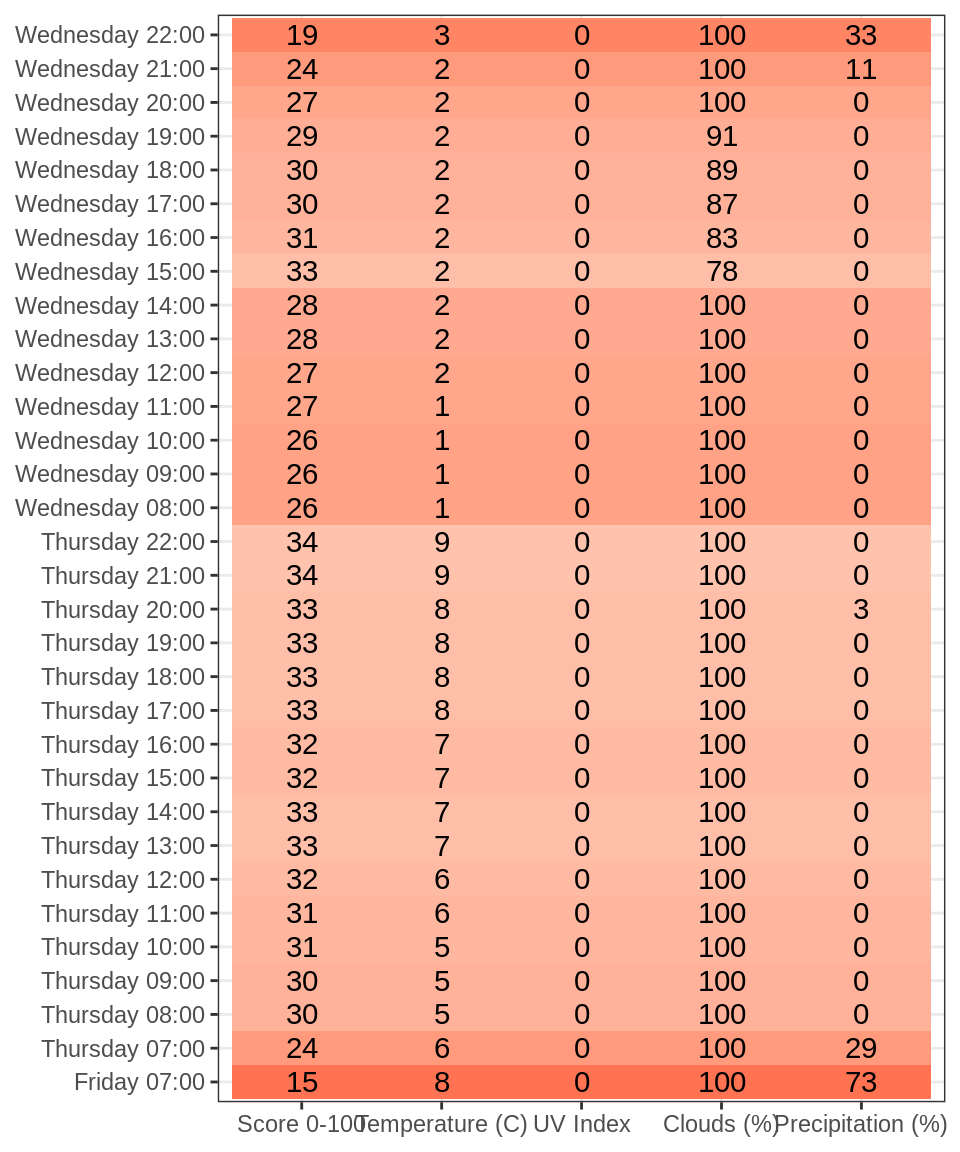 Wednesday 22:00 19 3 0 100 33
Wednesday 21:00 24 2 0 100 11
Wednesday 20:00 27 2 0 100 0
Wednesday 19:00 29 2 0 91 0
Wednesday 18:00 30 2 0 89 0
Wednesday 17:00 30 2 0 87 0
Wednesday 16:00 31 2 0 83 0
Wednesday 15:00 33 2 0 78 0
Wednesday 14:00 28 2 0 100 0
Wednesday 13:00 28 2 0 100 0
Wednesday 12:00 27 2 0 100 0
Wednesday 11:00 27 1 0 100 0
Wednesday 10:00 26 1 0 100 0
Wednesday 09:00 26 1 0 100 0
Wednesday 08:00 26 1 0 100 0
Thursday 22:00 34 9 0 100 0
Thursday 21:00 34 9 0 100 0
Thursday 20:00 33 8 0 100 3
Thursday 19:00 33 8 0 100 0
Thursday 18:00 33 8 0 100 0
Thursday 17:00 33 8 0 100 0
Thursday 16:00 32 7 0 100 0
Thursday 15:00 32 7 0 100 0
Thursday 14:00 33 7 0 100 0
Thursday 13:00 33 7 0 100 0
Thursday 12:00 32 6 0 100 0
Thursday 11:00 31 6 0 100 0
Thursday 10:00 31 5 0 100 0
Thursday 09:00 30 5 0 100 0
Thursday 08:00 30 5 0 100 0
Thursday 07:00 24 6 0 100 29
Friday 07:00 15 8 0 100 73
Score 0-100 Temperature (C) UV Index Clouds (%) Precipitation (%)